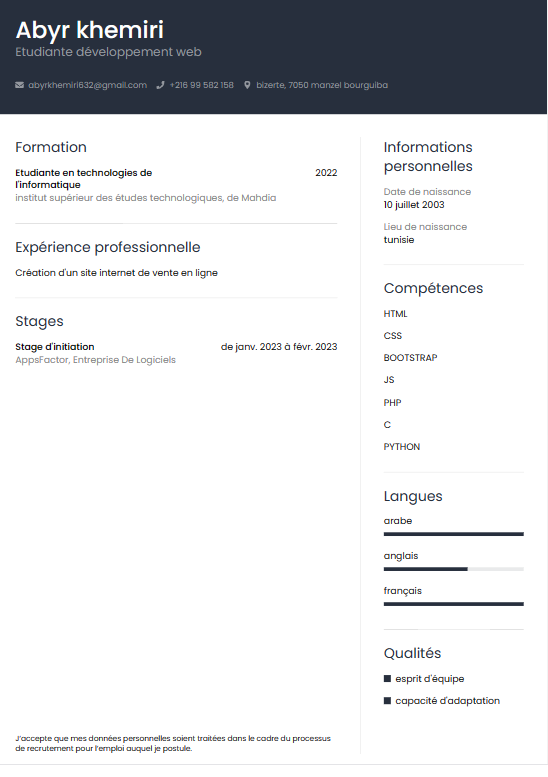 Abyr khemiri
Etudiante développement web
abyrkhemiri632@gmail.com +216 99 582 158 bizerte, 7050 manzel bourguiba
Formation
Etudiante en technologies de 2022
l'informatique
institut supérieur des études technologiques, de Mahdia
Expérience professionnelle
Création d'un site internet de vente en ligne
Stages
Stage d'initiation de janv. 2023 à févr. 2023
AppsFactor, Entreprise De Logiciels
J'accepte que mes données personnelles soient traitées dans le cadre du processus
de recrutement pour l'emploi auquel je postule.
Informations
personnelles
Date de naissance
10 juillet 2003
Lieu de naissance
tunisie
Compétences
HTML
CSS
BOOTSTRAP
JS
PHP
C
PYTHON
Langues
arabe
anglais
français
Qualités
esprit d'équipe
capacité d'adaptation